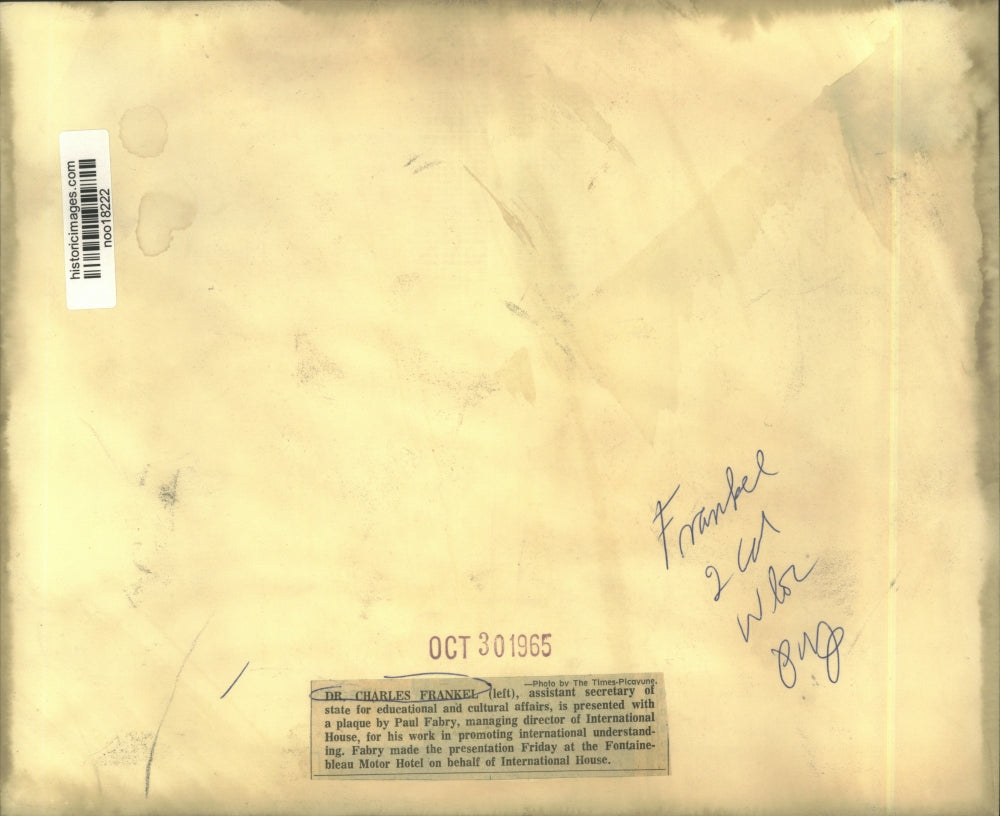 historicimages.com
noo18222
Frankel
2 col
OCT 30 1965
—Photo by The Times-Picayune.
DR. CHARLES FRANKEL (left), assistant secretary of
state for educational and cultural affairs, is presented with
a plaque by Paul Fabry, managing director of International
House, for his work in promoting international understand-
ing. Fabry made the presentation Friday at the Fontaine-
bleau Motor Hotel on behalf of International House.